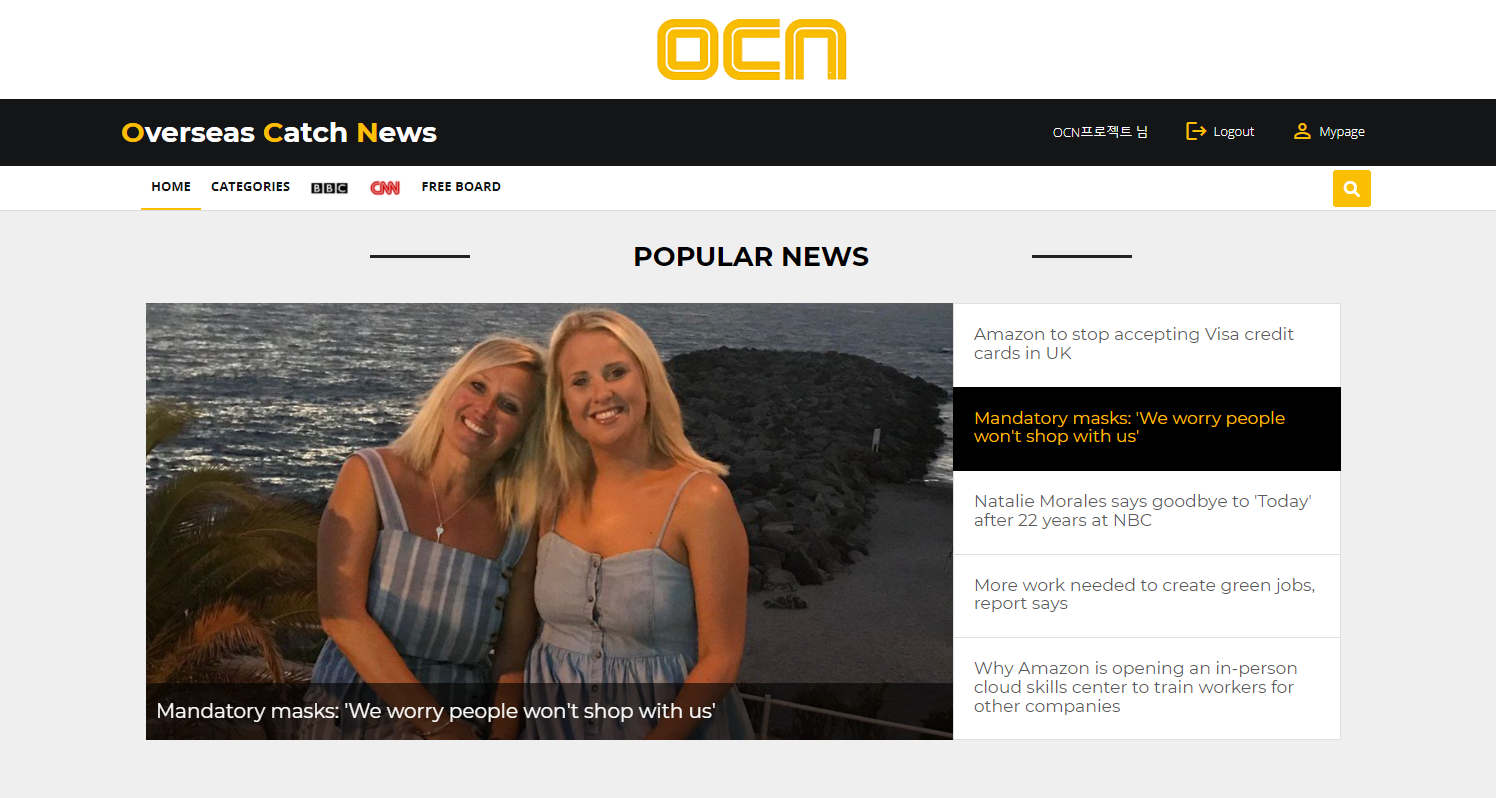 OCN
Overseas Catch News
OCN프로젝트 님
Logout
Mypage
HOME
CATEGORIES
BBC
CNN
FREE BOARD
POPULAR NEWS
Mandatory masks: 'We worry people won't shop with us'
Amazon to stop accepting Visa credit
cards in UK
Mandatory masks: 'We worry people
won't shop with us'
Natalie Morales says goodbye to 'Today'
after 22 years at NBC
More work needed to create green jobs,
report says
Why Amazon is opening an in-person
cloud skills center to train workers for
other companies